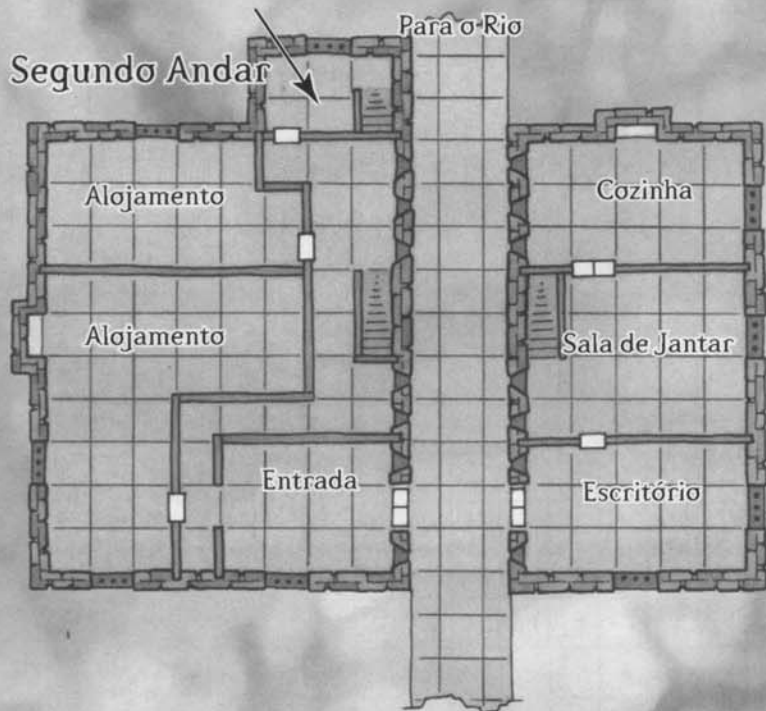 Para o Rio
Segundo Andar
Alojamento
Cozinha
Alojamento
Sala de Jantar
Entrada
Escritório